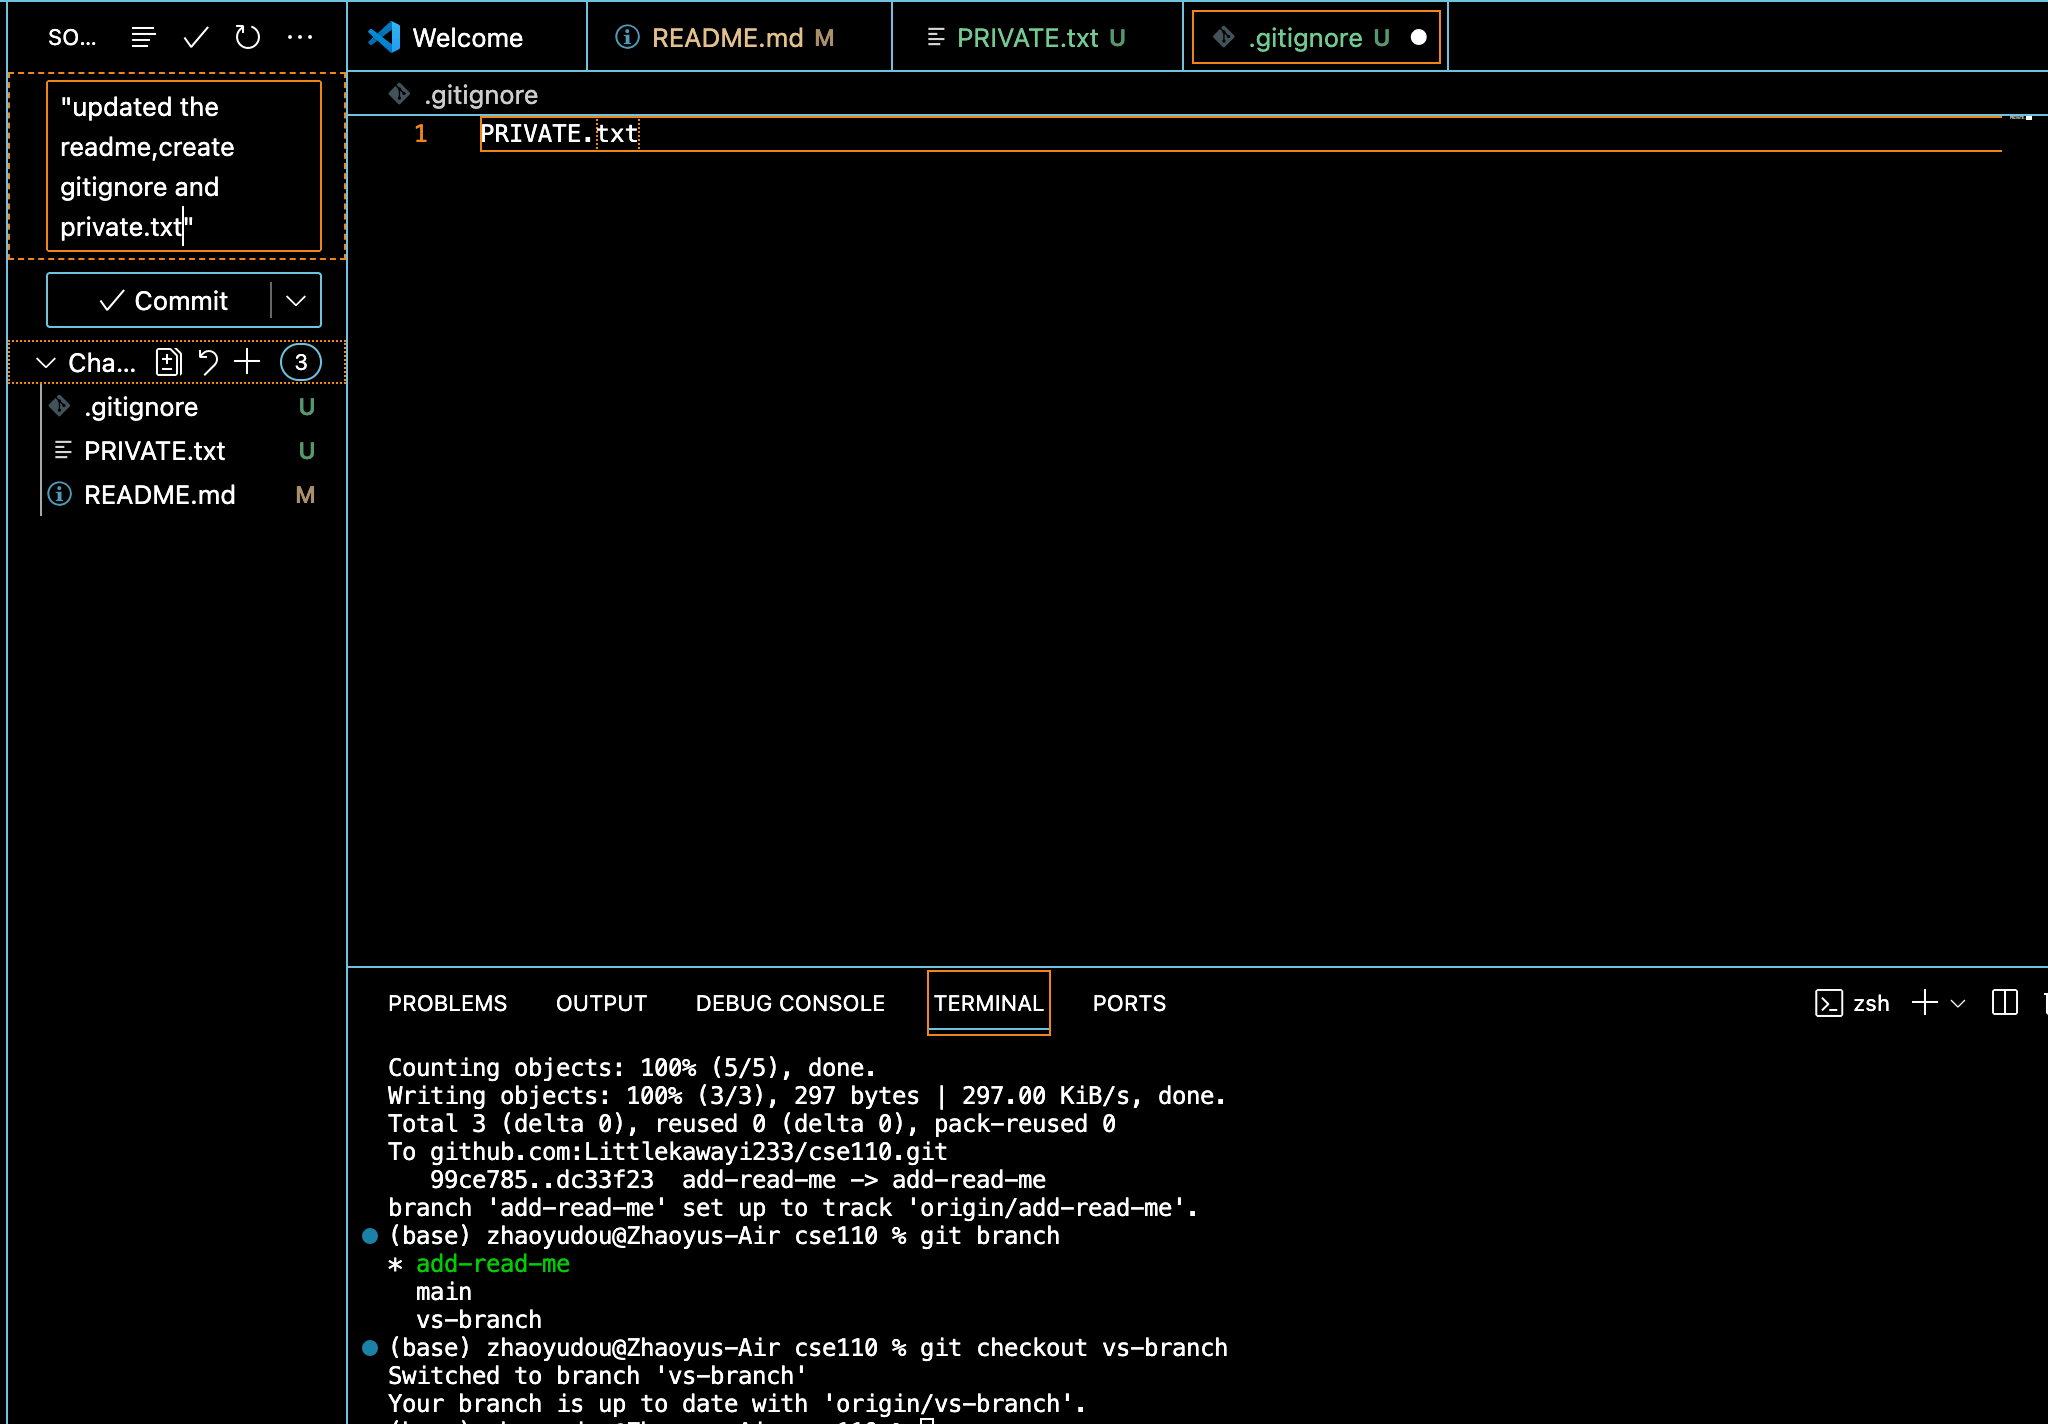 SO...
Welcome
README.md M
PRIVATE.txt U
.gitignore U
"updated the
readme,create
gitignore and
private.txt"
Commit
Cha...
3
.gitignore U
PRIVATE.txt U
README.md M
.gitignore
1 PRIVATE.txt
PROBLEMS OUTPUT DEBUG CONSOLE TERMINAL PORTS
zsh
Counting objects: 100% (5/5), done.
Writing objects: 100% (3/3), 297 bytes | 297.00 KiB/s, done.
Total 3 (delta 0), reused 0 (delta 0), pack-reused 0
To github.com:Littlekawayi233/cse110.git
99ce785..dc33f23 add-read-me -> add-read-me
branch 'add-read-me' set up to track 'origin/add-read-me'.
(base) zhaoyudou@Zhaoyus-Air cse110 % git branch
* add-read-me
main
vs-branch
(base) zhaoyudou@Zhaoyus-Air cse110 % git checkout vs-branch
Switched to branch 'vs-branch'
Your branch is up to date with 'origin/vs-branch'.